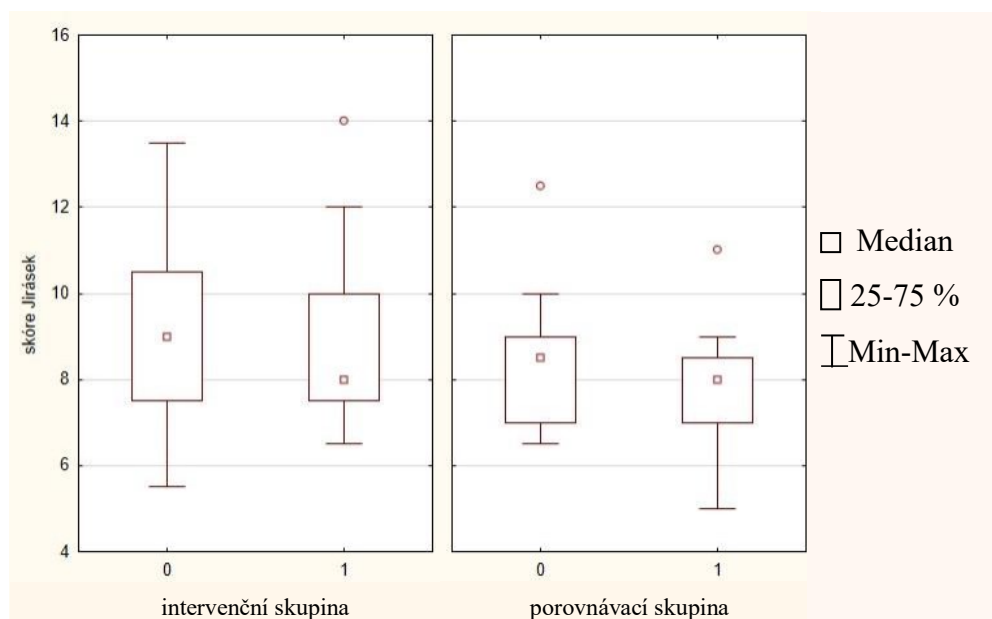 16
14
12
10
8
6
4
skóre Jirásek
0 1 0 1
intervenční skupina porovnávací skupina
Median
25-75 %
Min-Max